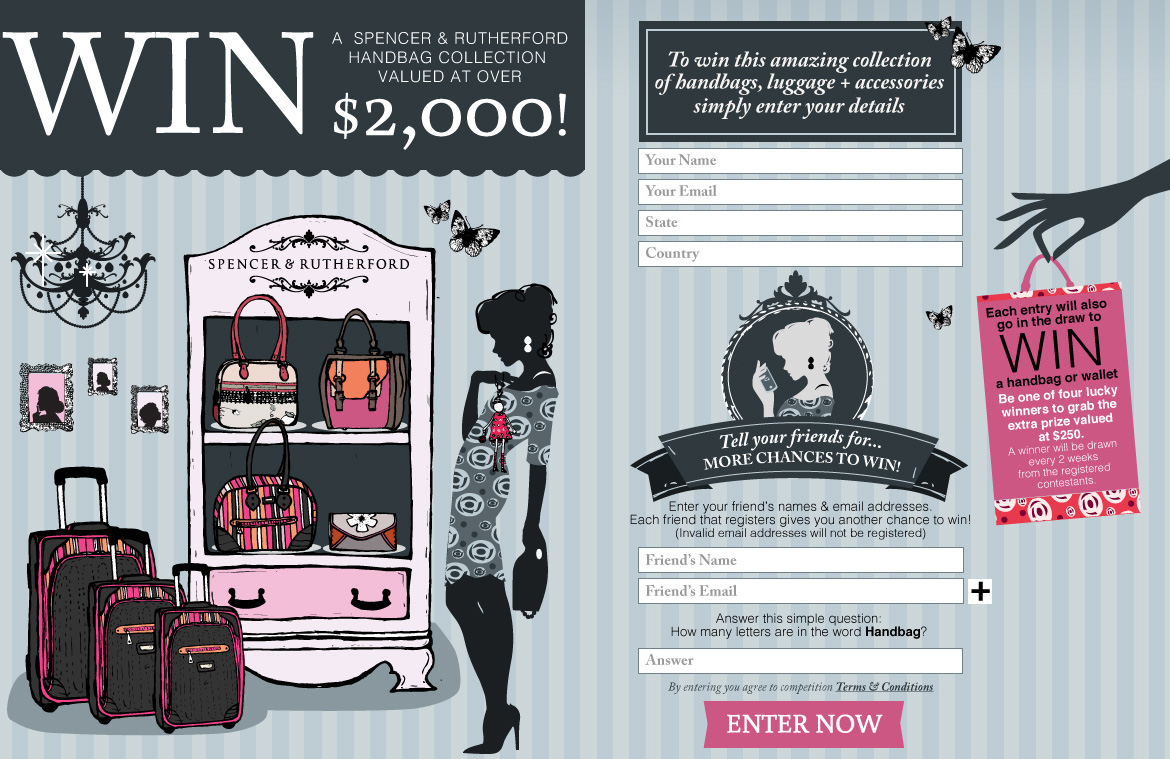 WIN
A SPENCER & RUTHERFORD
HANDBAG COLLECTION
VALUED AT OVER
$2,000!
SPENCER & RUTHERFORD
To win this amazing collection
of handbags, luggage + accessories
simply enter your details
Your Name
Your Email
State
Country
Each entry will also
go in the draw to
WIN
a handbag or wallet
Be one of four lucky
winners to grab the
extra prize valued
at $250.
A winner will be drawn
every 2 weeks
from the registered
contestants.
Tell your friends for...
MORE CHANCES TO WIN!
Enter your friend's names & email addresses.
Each friend that registers gives you another chance to win!
(Invalid email addresses will not be registered)
Friend's Name
Friend's Email
+
Answer this simple question:
How many letters are in the word Handbag?
Answer
By entering you agree to competition Terms & Conditions
ENTER NOW